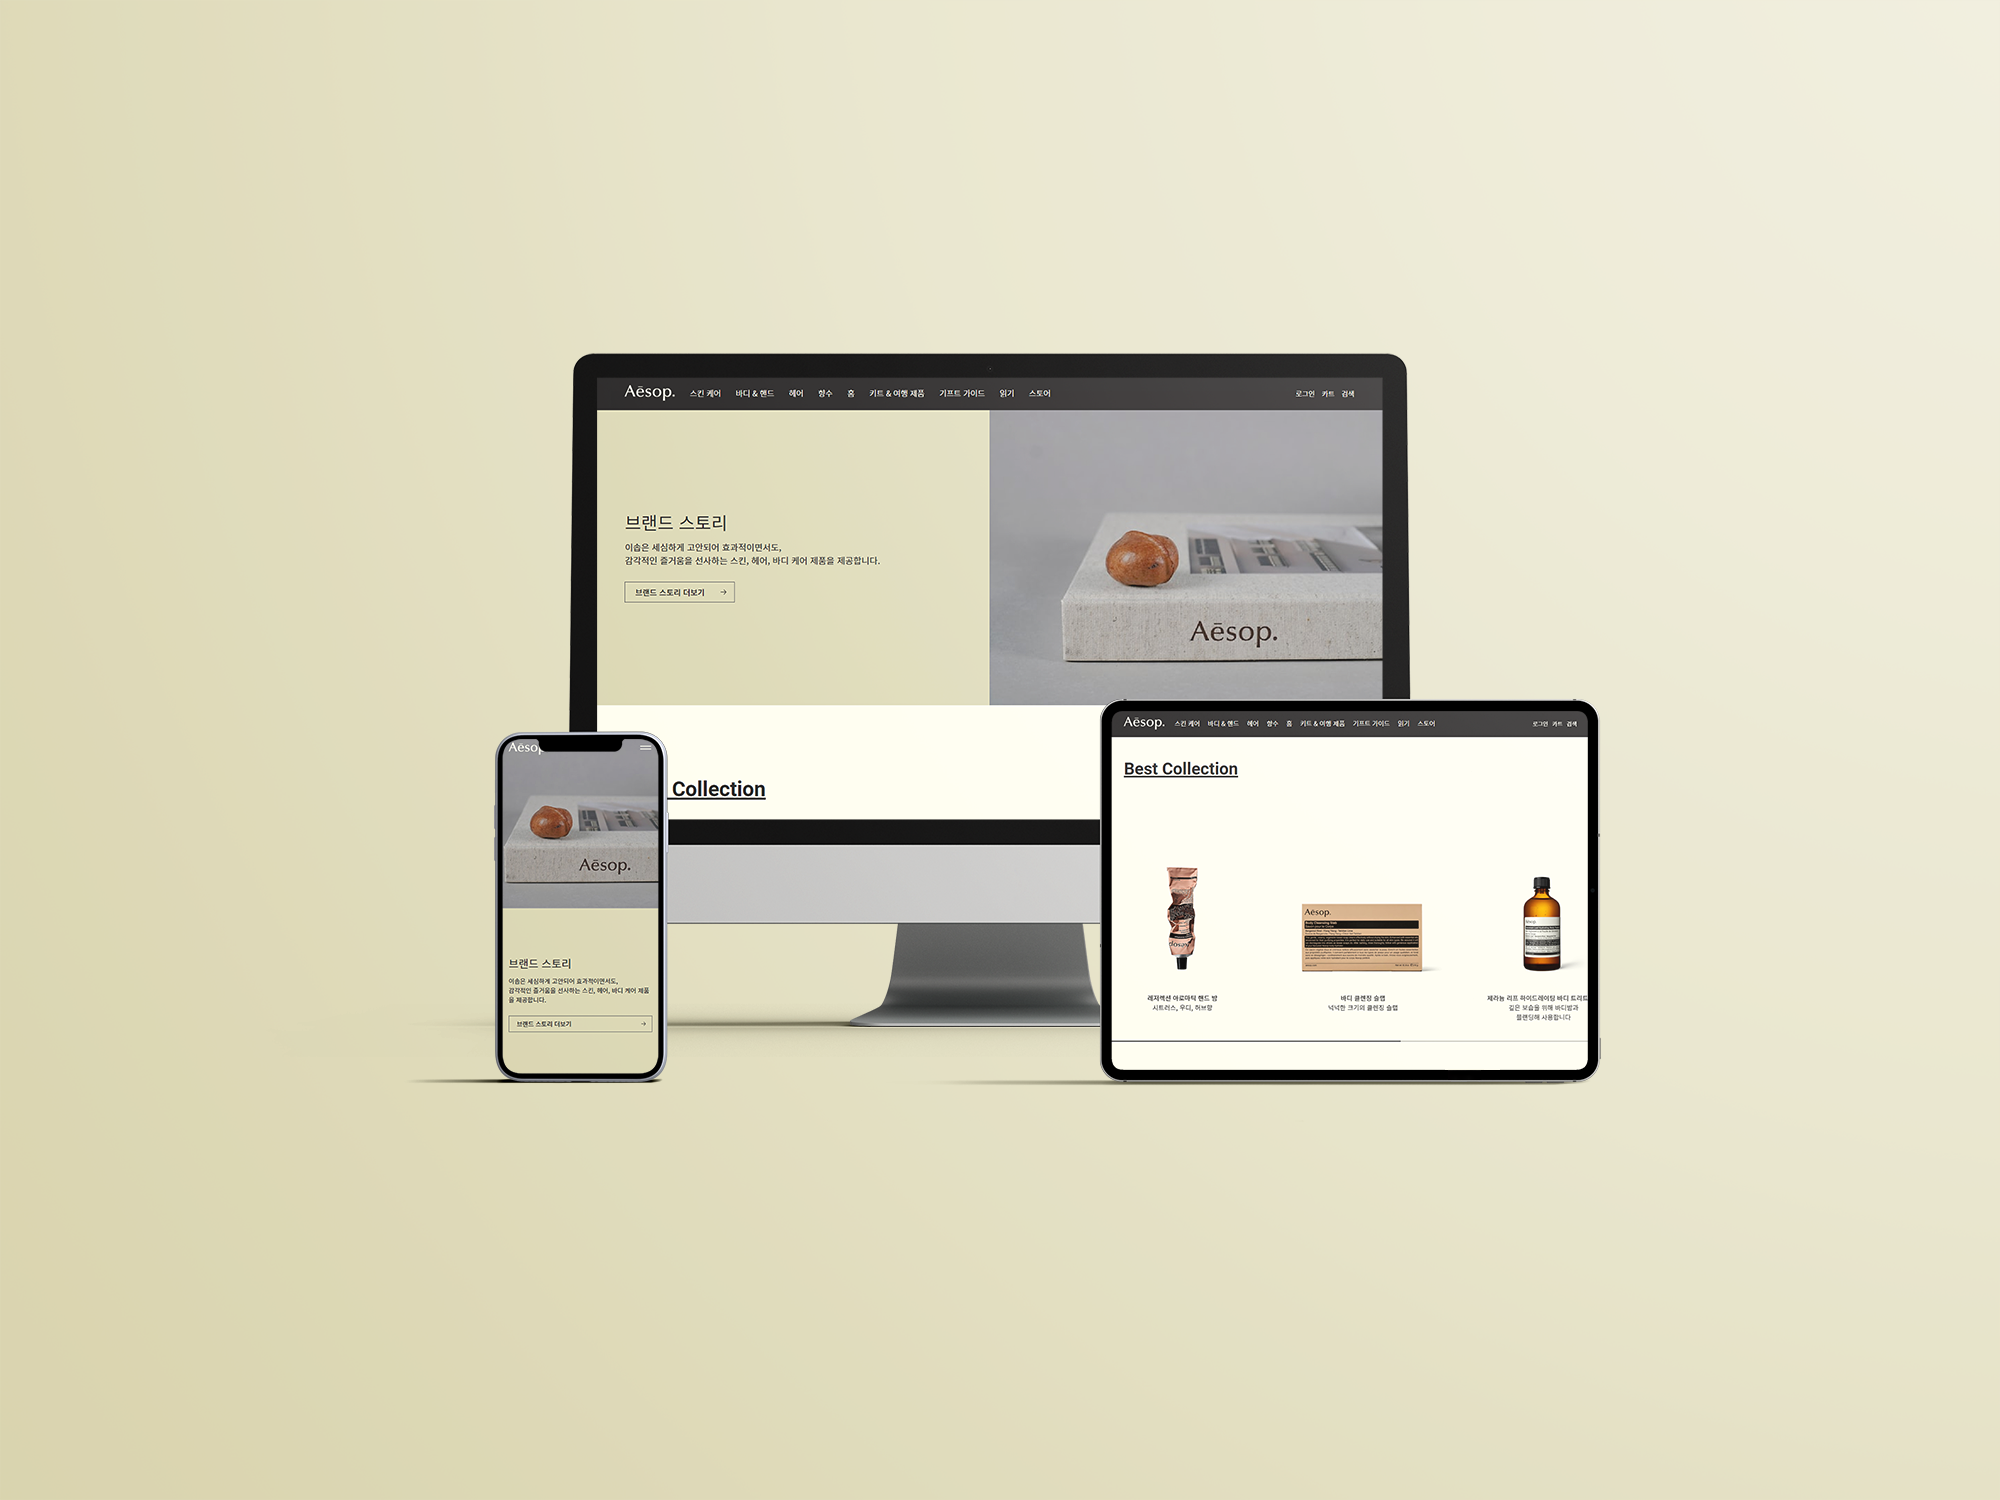 Aēsop. 스킨 케어 바디 & 핸드 헤어 향수 홈 키트 & 여행 제품 기프트 가이드 읽기 스토어 로그인 카트 검색
브랜드 스토리
이솝은 세심하게 고안되어 효과적이면서도,
감각적인 즐거움을 선사하는 스킨, 헤어, 바디 케어 제품을 제공합니다.
브랜드 스토리 더보기 →
Aēsop.
Collection
Aēsop
Aēsop.
브랜드 스토리
이솝은 세심하게 고안되어 효과적이면서도,
감각적인 즐거움을 선사하는 스킨, 헤어, 바디 케어 제품
을 제공합니다.
브랜드 스토리 더보기 →
Aēsop. 스킨 케어 바디 & 핸드 헤어 향수 홈 키트 & 여행 제품 기프트 가이드 읽기 스토어 로그인 카트 검색
Best Collection
Aēsop.
Body Cleansing Slab
레저렉션 아로마틱 핸드 밤
시트러스, 우디, 허브향
바디 클렌징 슬랩
넉넉한 크기의 클렌징 슬랩
제라늄 리프 하이드레이팅 바디 트리트
깊은 보습을 위해 바디밤과
블렌딩해 사용합니다